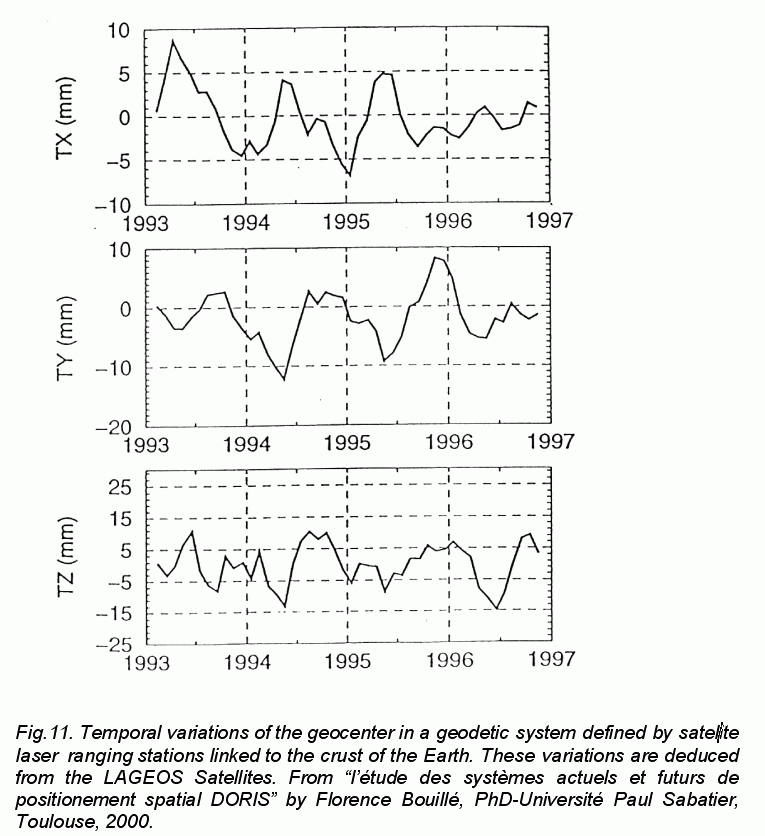 10
5
0
−5
−10
TX (mm)
1993 1994 1995 1996 1997
10
0
−10
−20
TY (mm)
1993 1994 1995 1996 1997
25
15
5
−5
−15
−25
TZ (mm)
1993 1994 1995 1996 1997
Fig.11. Temporal variations of the geocenter in a geodetic system defined by satellite
laser ranging stations linked to the crust of the Earth. These variations are deduced
from the LAGEOS Satellites. From “l’étude des systèmes actuels et futurs de
positionement spatial DORIS” by Florence Bouillé, PhD-Université Paul Sabatier,
Toulouse, 2000.